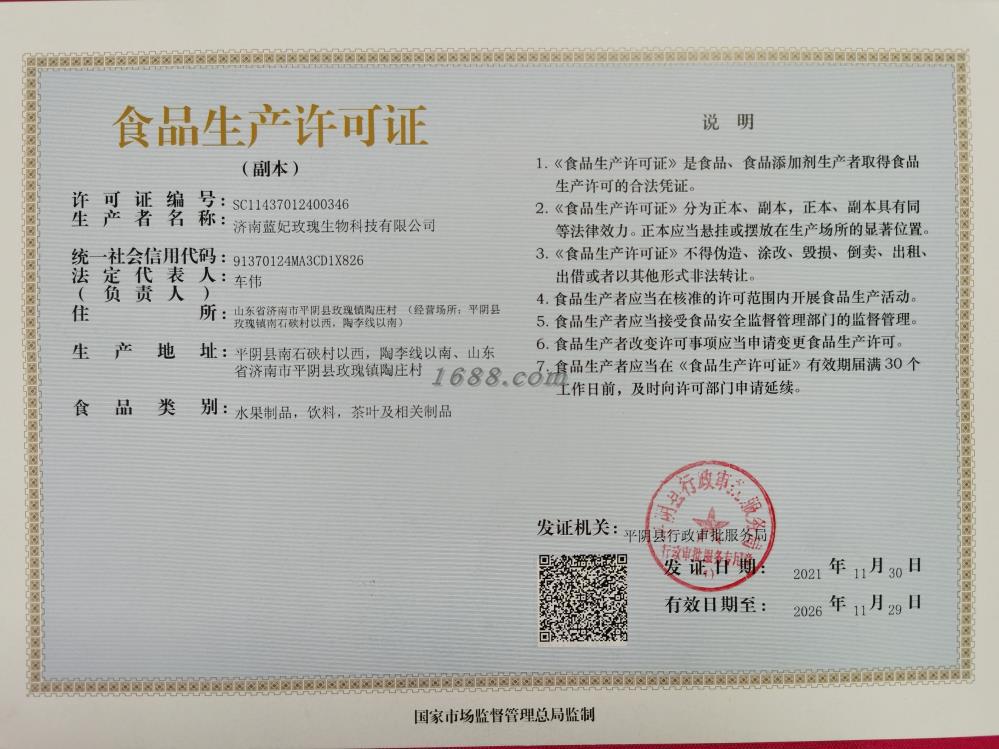 食品生产许可证
（副本）
许可证编号：SC11437012400346
生产者名称：济南蓝妃玫瑰生物科技有限公司
统一社会信用代码：91370124MA3CD1X826
法定代表人：车伟
（负责人）
住所：山东省济南市平阴县玫瑰镇陶庄村 （经营场所：平阴县
玫瑰镇南石硖村以西，陶李线以南）
生产地址：平阴县南石硖村以西，陶李线以南、山东
省济南市平阴县玫瑰镇陶庄村
食品类别：水果制品，饮料，茶叶及相关制品
1688.com
说明
1.《食品生产许可证》是食品、食品添加剂生产者取得食品
生产许可的合法凭证。
2.《食品生产许可证》分为正本、副本，正本、副本具有同
等法律效力。正本应当悬挂或摆放在生产场所的显著位置。
3.《食品生产许可证》不得伪造、涂改、毁损、倒卖、出租、
出借或者以其他形式非法转让。
4.食品生产者应当在核准的许可范围内开展食品生产活动。
5.食品生产者应当接受食品安全监督管理部门的监督管理。
6.食品生产者改变许可事项应当申请变更食品生产许可。
7.食品生产者应当在《食品生产许可证》有效期届满30个
工作日前，及时向许可部门申请延续。
发证机关：平阴县行政审批服务局
平阴县行政审批服务局
行政审批服务专用章
发证日期：2021年11月30日
有效日期至：2026年11月29日
国家市场监督管理总局监制